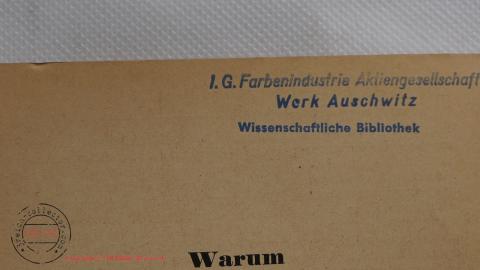 I. G. Farbenindustrie Aktiengesellschaft
Werk Auschwitz
Wissenschaftliche Bibliothek
Warum